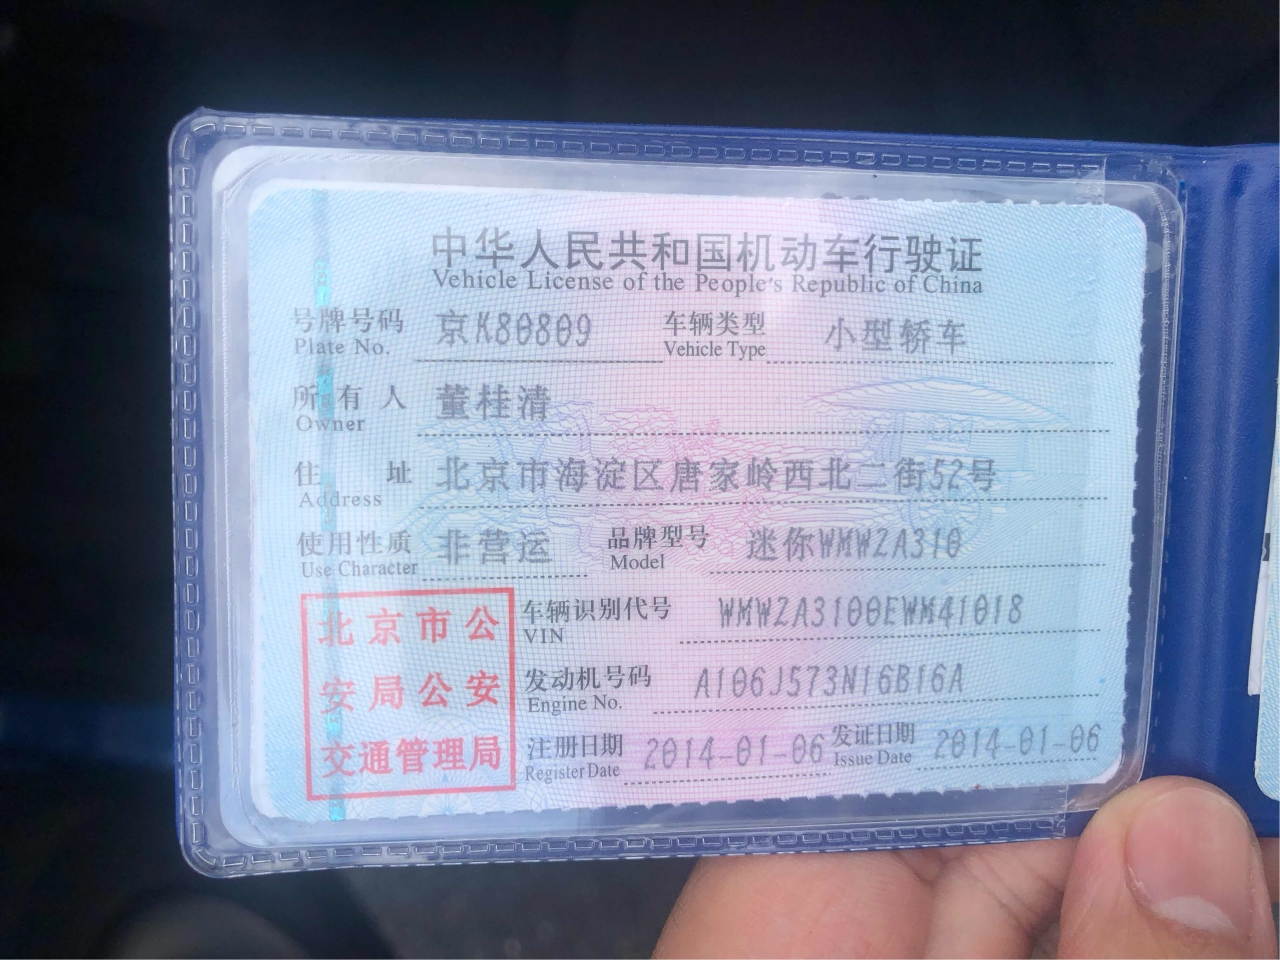 中华人民共和国机动车行驶证
Vehicle License of the People's Republic of China
号牌号码 京K80809 车辆类型 小型轿车
Plate No. Vehicle Type
所有人 董桂清
Owner
住址 北京市海淀区唐家岭西北二街52号
Address
使用性质 非营运 品牌型号 迷你WMWZA310
Use Character Model
北京市公
安局公安
交通管理局
车辆识别代号 WMWZA3100EWM41018
VIN
发动机号码 A106J573N16B16A
Engine No.
注册日期 2014-01-06 发证日期 2014-01-06
Register Date Issue Date